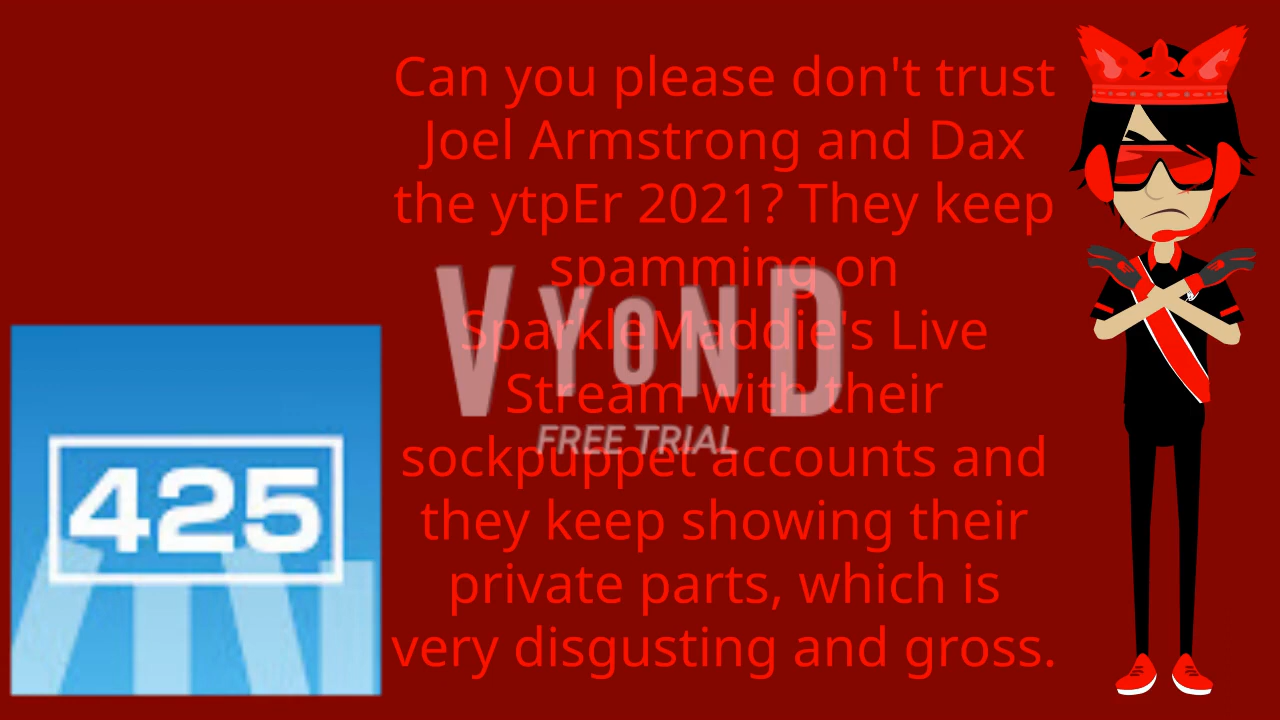 Can you please don't trust
Joel Armstrong and Dax
the ytpEr 2021? They keep
spamming on
SparkleMaddie's Live
Stream with their
sockpuppet accounts and
they keep showing their
private parts, which is
very disgusting and gross.
VYOND
FREE TRIAL
425